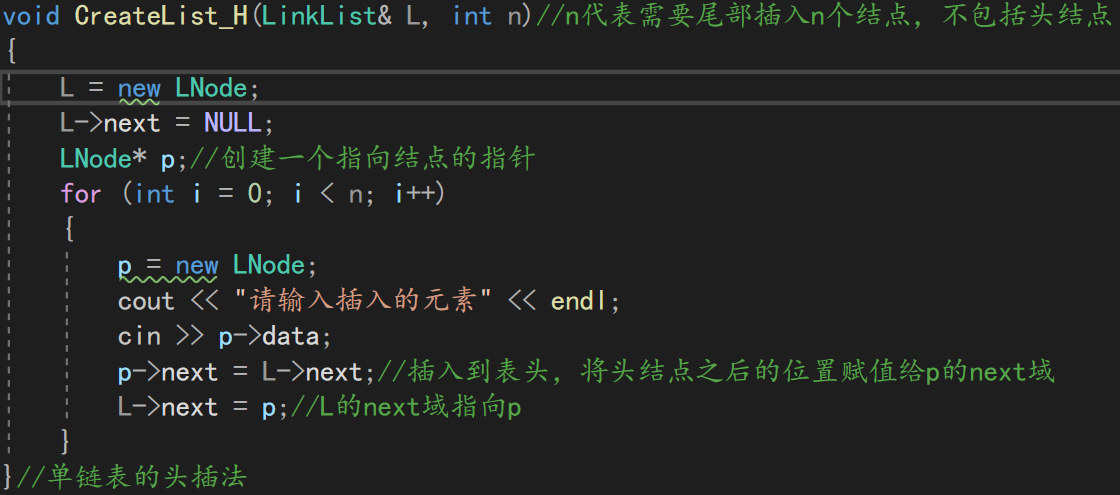 void CreateList_H(LinkList& L, int n)//n代表需要尾部插入n个结点，不包括头结点
{
    L = new LNode;
    L->next = NULL;
    LNode* p;//创建一个指向结点的指针
    for (int i = 0; i < n; i++)
    {
        p = new LNode;
        cout << "请输入插入的元素" << endl;
        cin >> p->data;
        p->next = L->next;//插入到表头，将头结点之后的位置赋值给p的next域
        L->next = p;//L的next域指向p
    }
}//单链表的头插法